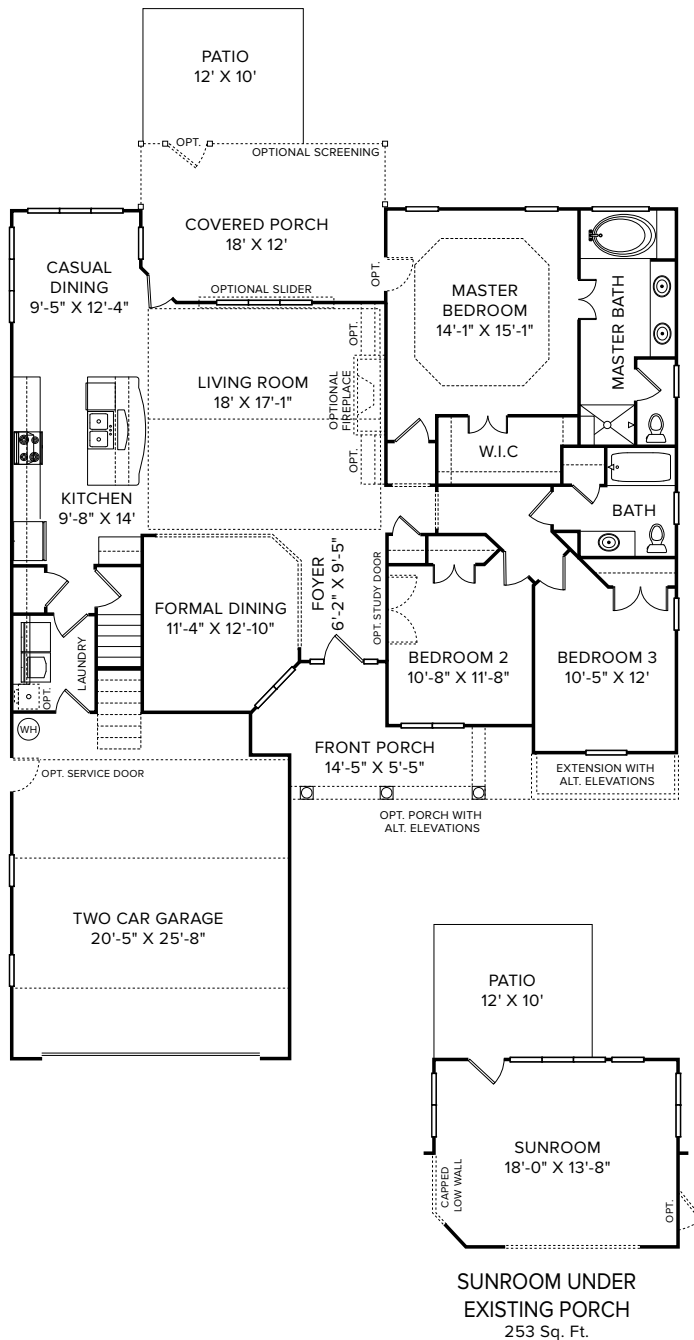 PATIO
12' X 10'
OPT.
OPTIONAL SCREENING
COVERED PORCH
18' X 12'
OPTIONAL SLIDER
CASUAL
DINING
9'-5" X 12'-4"
OPT.
MASTER
BEDROOM
14'-1" X 15'-1"
MASTER BATH
OPT.
LIVING ROOM
18' X 17'-1"
OPTIONAL
FIREPLACE
OPT.
W.I.C
KITCHEN
9'-8" X 14'
BATH
FOYER
6'-2" X 9'-5"
FORMAL DINING
11'-4" X 12'-10"
OPT. STUDY DOOR
LAUNDRY
OPT.
BEDROOM 2
10'-8" X 11'-8"
BEDROOM 3
10'-5" X 12'
WH
FRONT PORCH
14'-5" X 5'-5"
OPT. SERVICE DOOR
EXTENSION WITH
ALT. ELEVATIONS
OPT. PORCH WITH
ALT. ELEVATIONS
TWO CAR GARAGE
20'-5" X 25'-8"
PATIO
12' X 10'
SUNROOM
18'-0" X 13'-8"
CAPPED
LOW WALL
OPT.
SUNROOM UNDER
EXISTING PORCH
253 Sq. Ft.